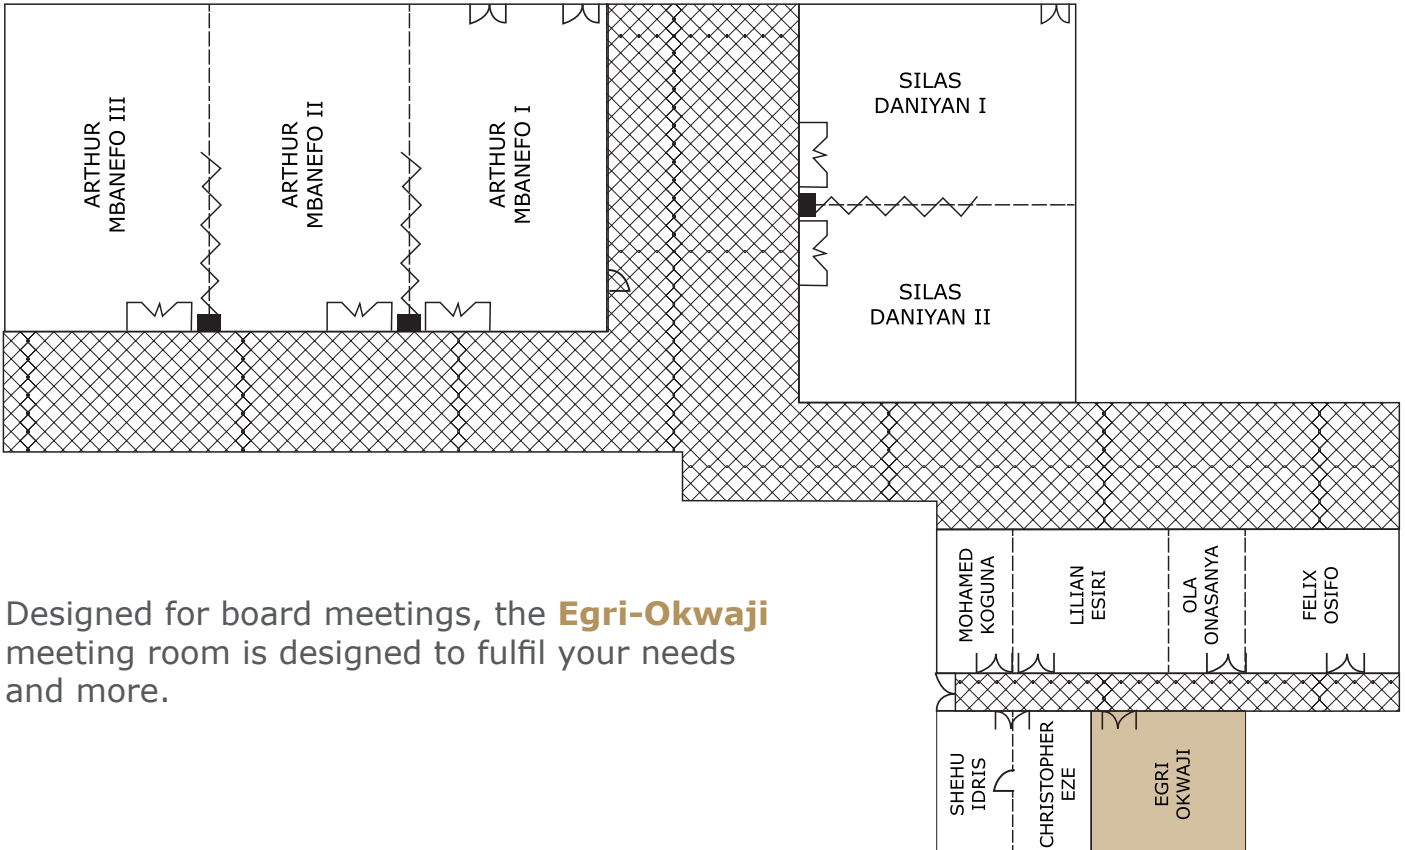 ARTHUR
MBANEFO III
ARTHUR
MBANEFO II
ARTHUR
MBANEFO I
SILAS
DANIYAN I
SILAS
DANIYAN II
MOHAMED
KOGUNA
LILIAN
ESIRI
OLA
ONASANYA
FELIX
OSIFO
Designed for board meetings, the Egri-Okwaji
meeting room is designed to fulfil your needs
and more.
SHEHU
IDRIS
CHRISTOPHER
EZE
EGRI
OKWAJI